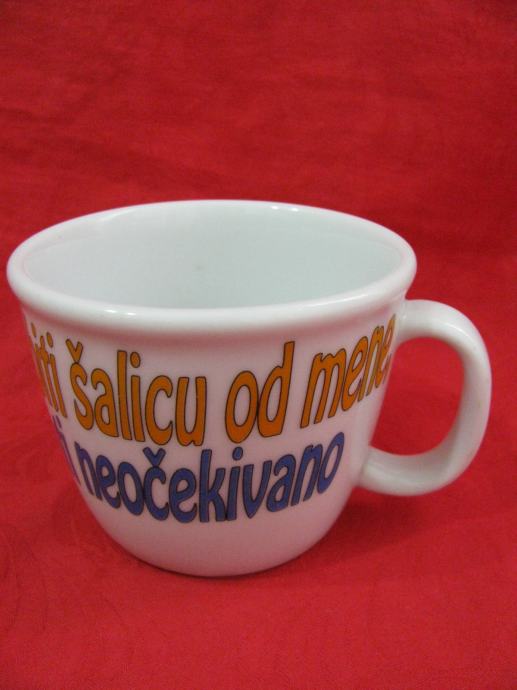 šalicu od mene,
neočekivano